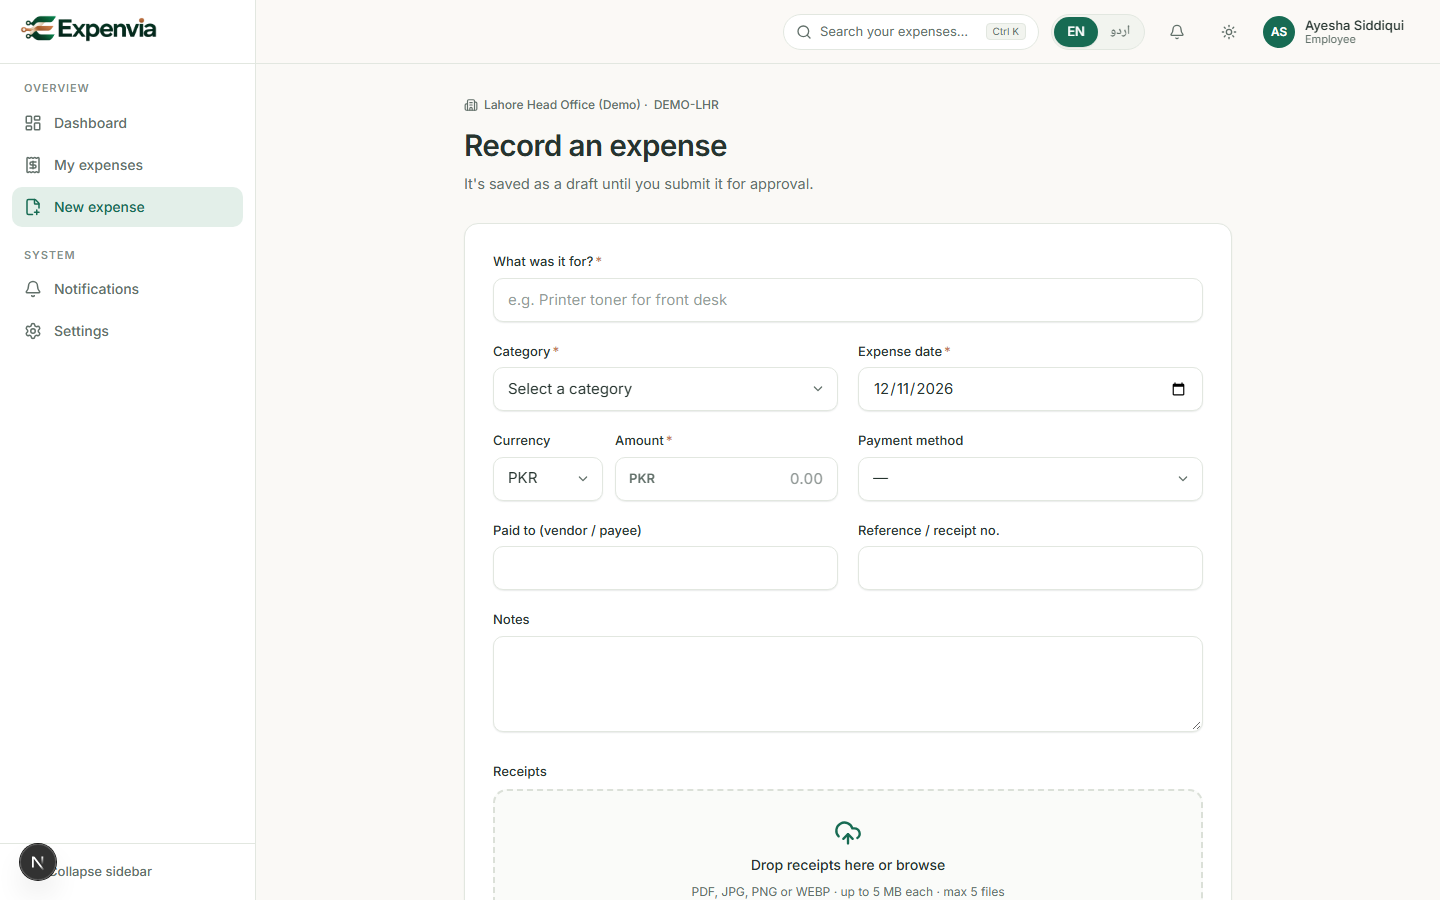 Expenvia
Search your expenses...
Ctrl K
EN
اردو
AS
Ayesha Siddiqui
Employee
OVERVIEW
Dashboard
My expenses
New expense
SYSTEM
Notifications
Settings
N
Collapse sidebar
Lahore Head Office (Demo) · DEMO-LHR
Record an expense
It's saved as a draft until you submit it for approval.
What was it for? *
e.g. Printer toner for front desk
Category *
Expense date *
Select a category
12/11/2026
Currency
Amount *
Payment method
PKR
PKR
0.00
—
Paid to (vendor / payee)
Reference / receipt no.
Notes
Receipts
Drop receipts here or browse
PDF, JPG, PNG or WEBP · up to 5 MB each · max 5 files